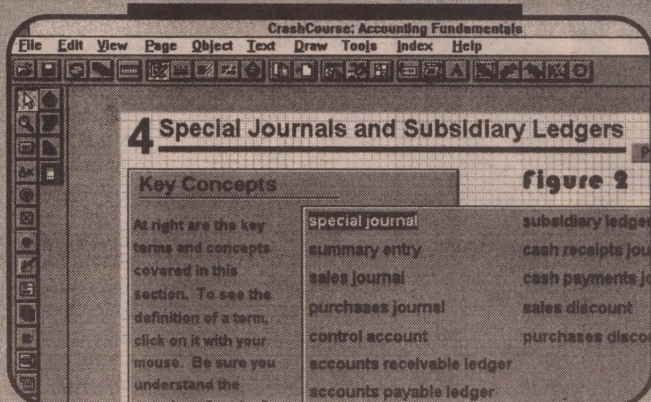 CrashCourse: Accounting Fundamentals
File Edit View Page Object Text Draw Tools Index Help
4 Special Journals and Subsidiary Ledgers
Key Concepts
Figure 2
At right are the key
terms and concepts
covered in this
section. To see the
definition of a term,
click on it with your
mouse. Be sure you
understand the
special journal
summary entry
sales journal
purchases journal
control account
accounts receivable ledger
accounts payable ledger
subsidiary ledger
cash receipts
cash payments
sales discount
purchases